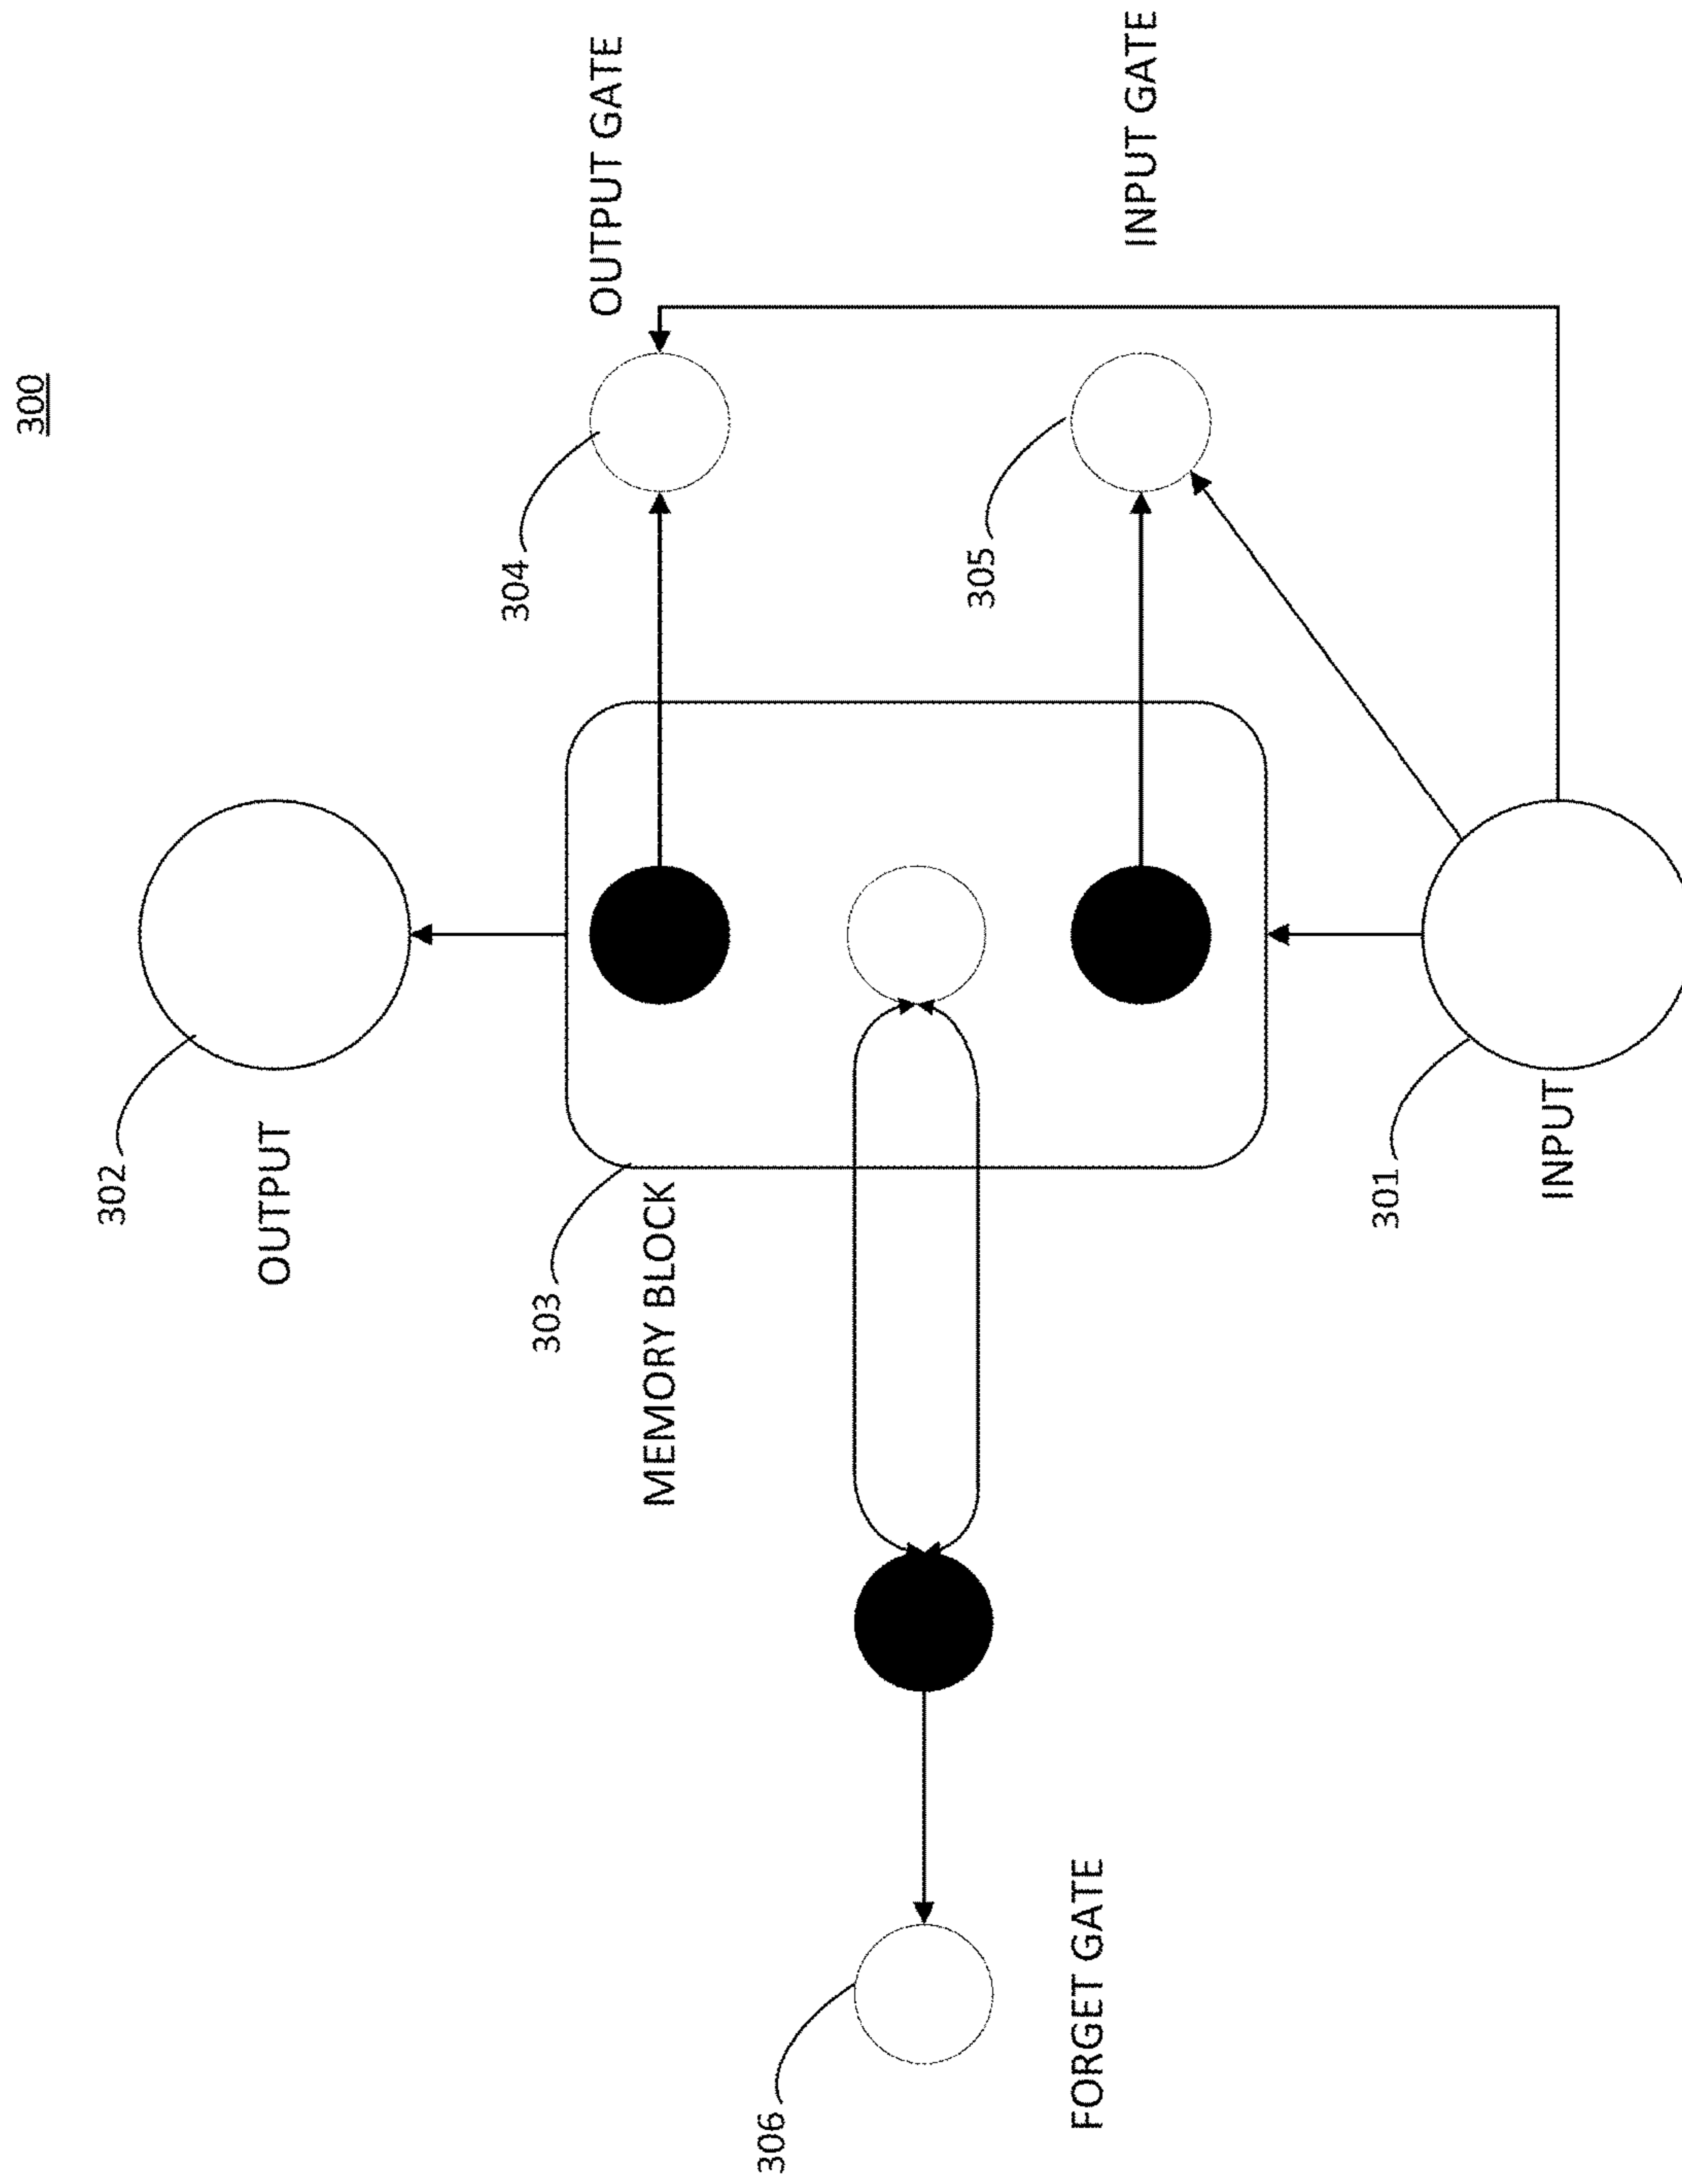 300
OUTPUT GATE
INPUT GATE
304
305
302
OUTPUT
303
MEMORY BLOCK
301
INPUT
306
FORGET GATE